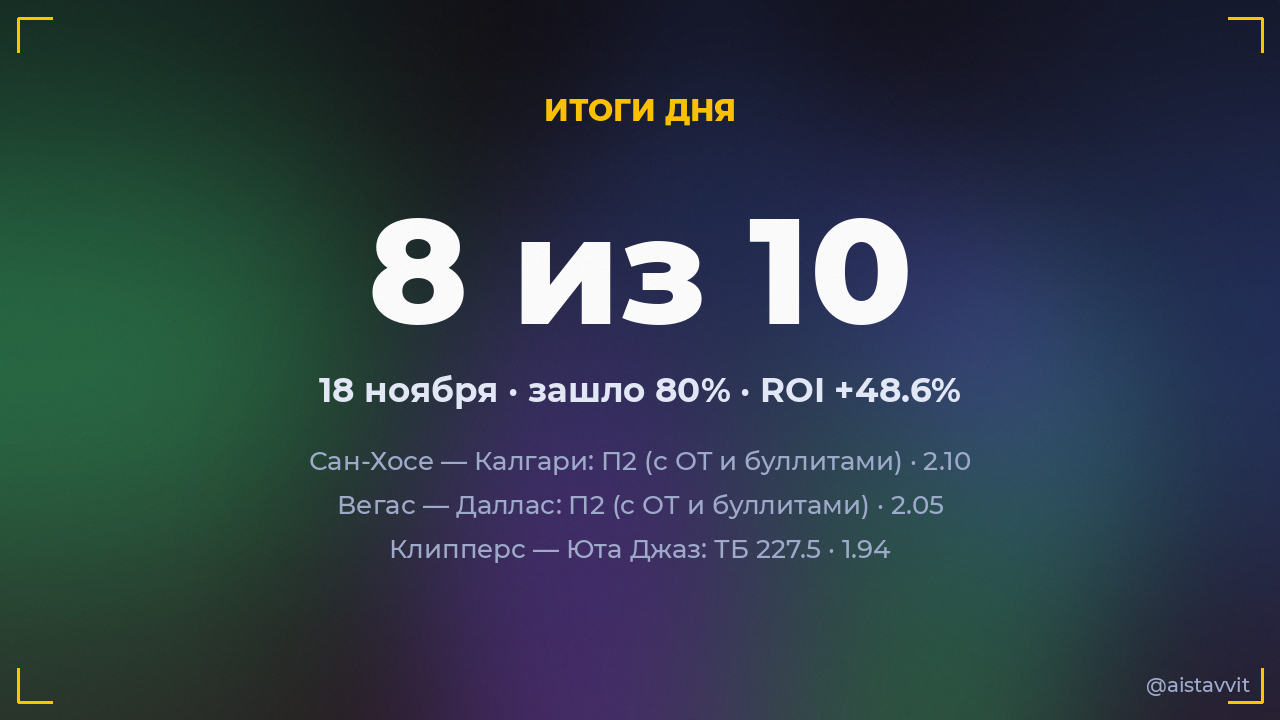 ИТОГИ ДНЯ
8 из 10
18 ноября · зашло 80% · ROI +48.6%
Сан-Хосе — Калгари: П2 (с ОТ и буллитами) · 2.10
Вегас — Даллас: П2 (с ОТ и буллитами) · 2.05
Клипперс — Юта Джаз: ТБ 227.5 · 1.94
@aistavvit